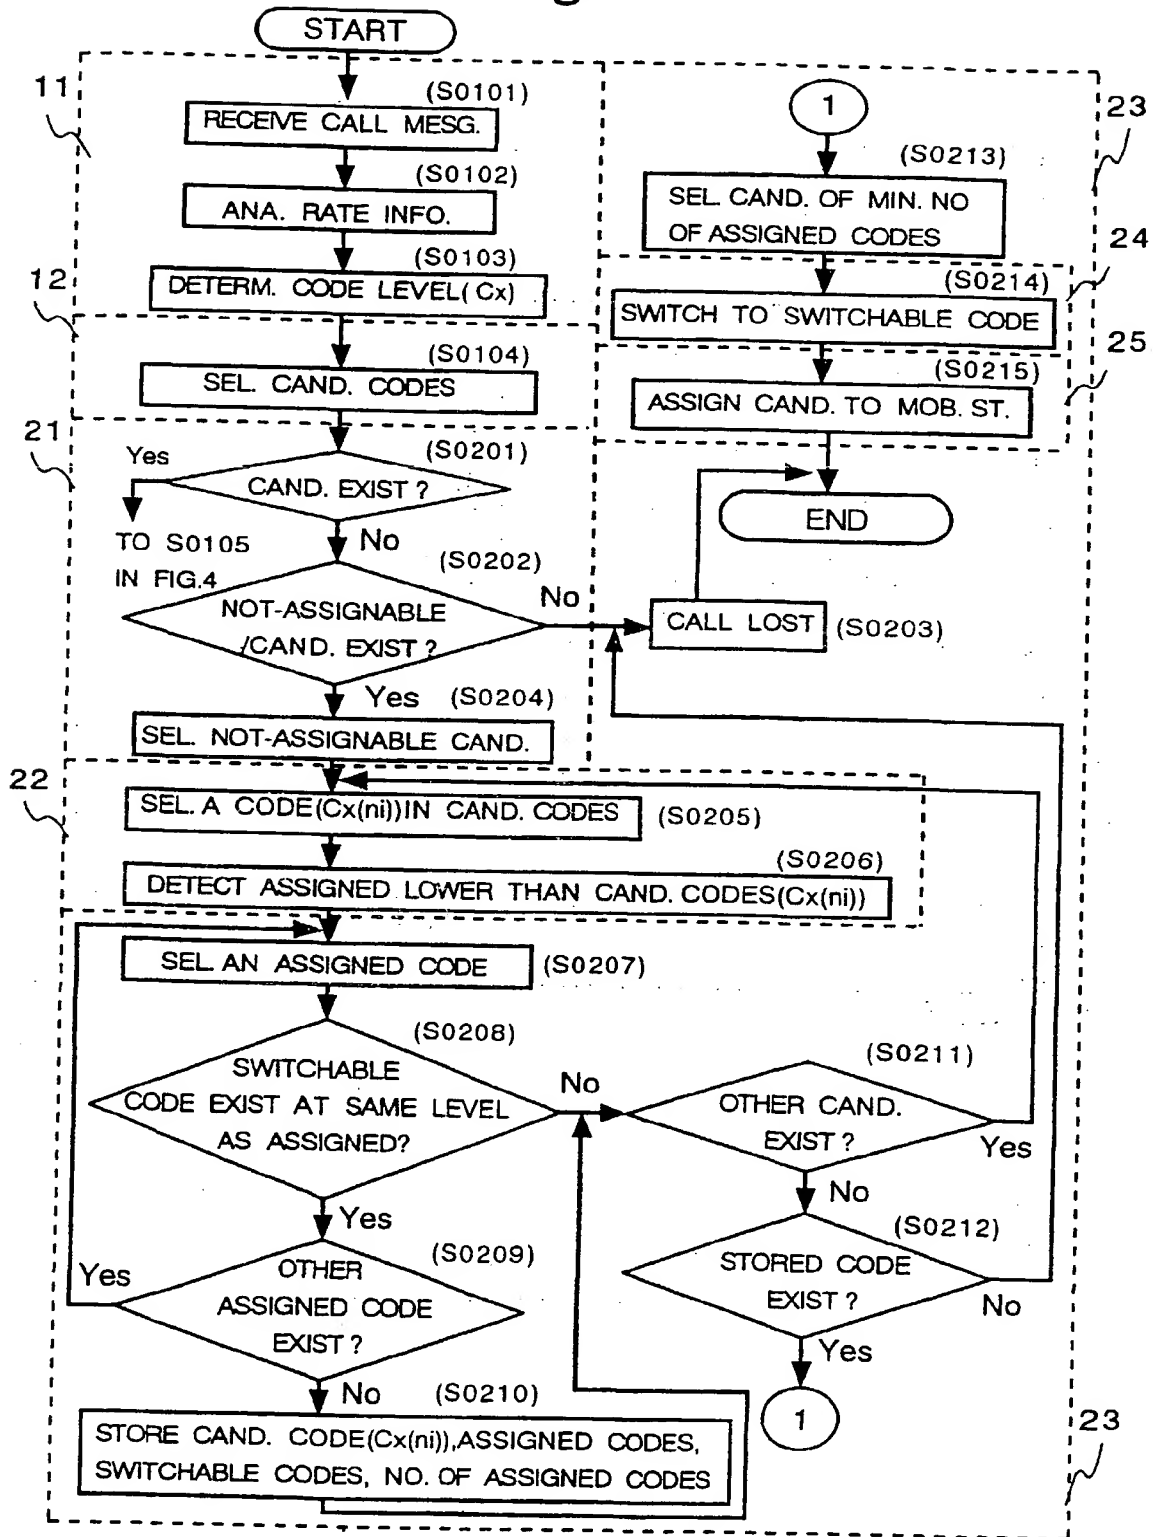 START
11
(S0101)
RECEIVE CALL MESG.
(S0102)
ANA. RATE INFO.
(S0103)
DETERM. CODE LEVEL(Cx)
12
(S0104)
SEL. CAND. CODES
21
(S0201)
Yes
CAND. EXIST ?
TO S0105
IN FIG.4
No
(S0202)
NOT-ASSIGNABLE
/CAND. EXIST ?
No
CALL LOST
(S0203)
Yes
(S0204)
SEL. NOT-ASSIGNABLE CAND.
22
SEL. A CODE(Cx(ni))IN CAND. CODES
(S0205)
(S0206)
DETECT ASSIGNED LOWER THAN CAND. CODES(Cx(ni))
SEL. AN ASSIGNED CODE
(S0207)
(S0208)
SWITCHABLE
CODE EXIST AT SAME LEVEL
AS ASSIGNED?
No
Yes
(S0209)
OTHER
ASSIGNED CODE
EXIST ?
Yes
No
(S0210)
STORE CAND. CODE(Cx(ni)),ASSIGNED CODES,
SWITCHABLE CODES, NO. OF ASSIGNED CODES
(S0211)
OTHER CAND.
EXIST ?
Yes
No
(S0212)
STORED CODE
EXIST ?
No
Yes
1
23
1
23
(S0213)
SEL. CAND. OF MIN. NO
OF ASSIGNED CODES
24
(S0214)
SWITCH TO SWITCHABLE CODE
25
(S0215)
ASSIGN CAND. TO MOB. ST.
END